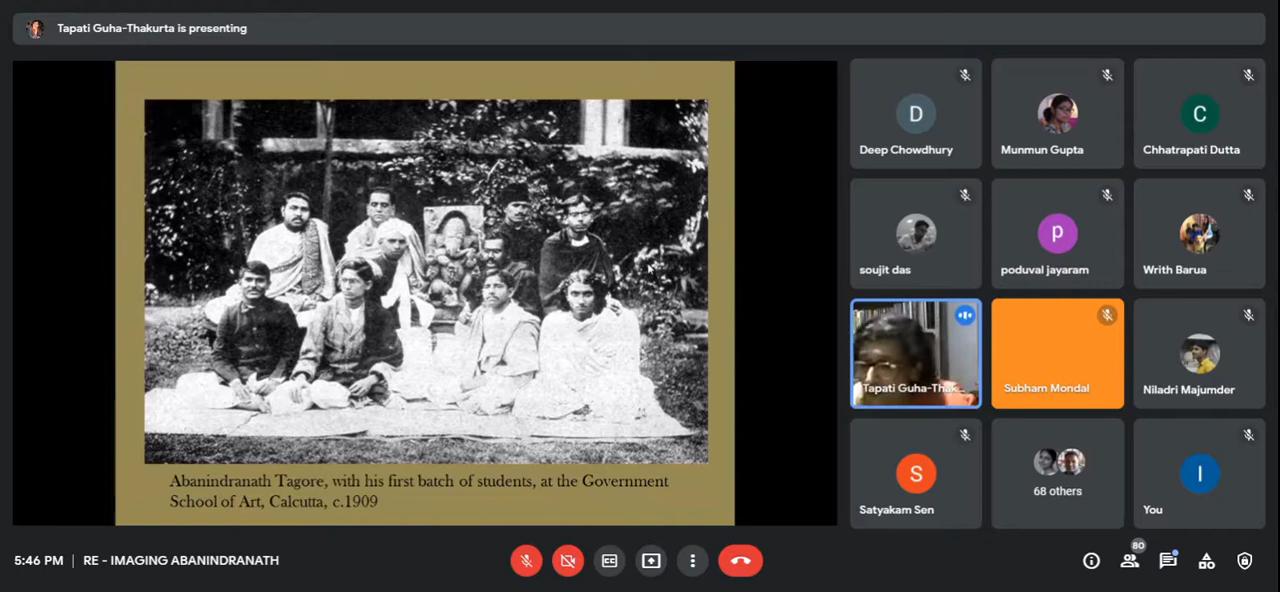 Tapati Guha-Thakurta is presenting
Abanindranath Tagore, with his first batch of students, at the Government
School of Art, Calcutta, c.1909
D
Deep Chowdhury
Munmun Gupta
C
Chhatrapati Dutta
soujit das
p
poduval jayaram
Writh Barua
Tapati Guha-Thak...
Subham Mondal
Niladri Majumder
S
Satyakam Sen
68 others
I
You
5:46 PM | RE - IMAGING ABANINDRANATH
CC
80